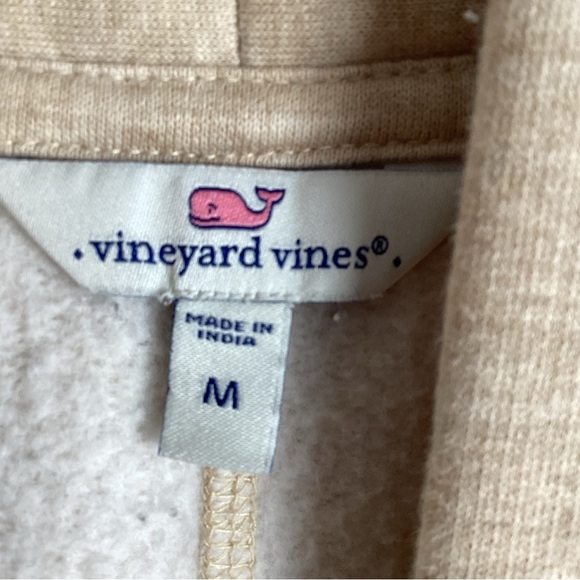 · vineyard vines® ·
MADE IN
INDIA
M